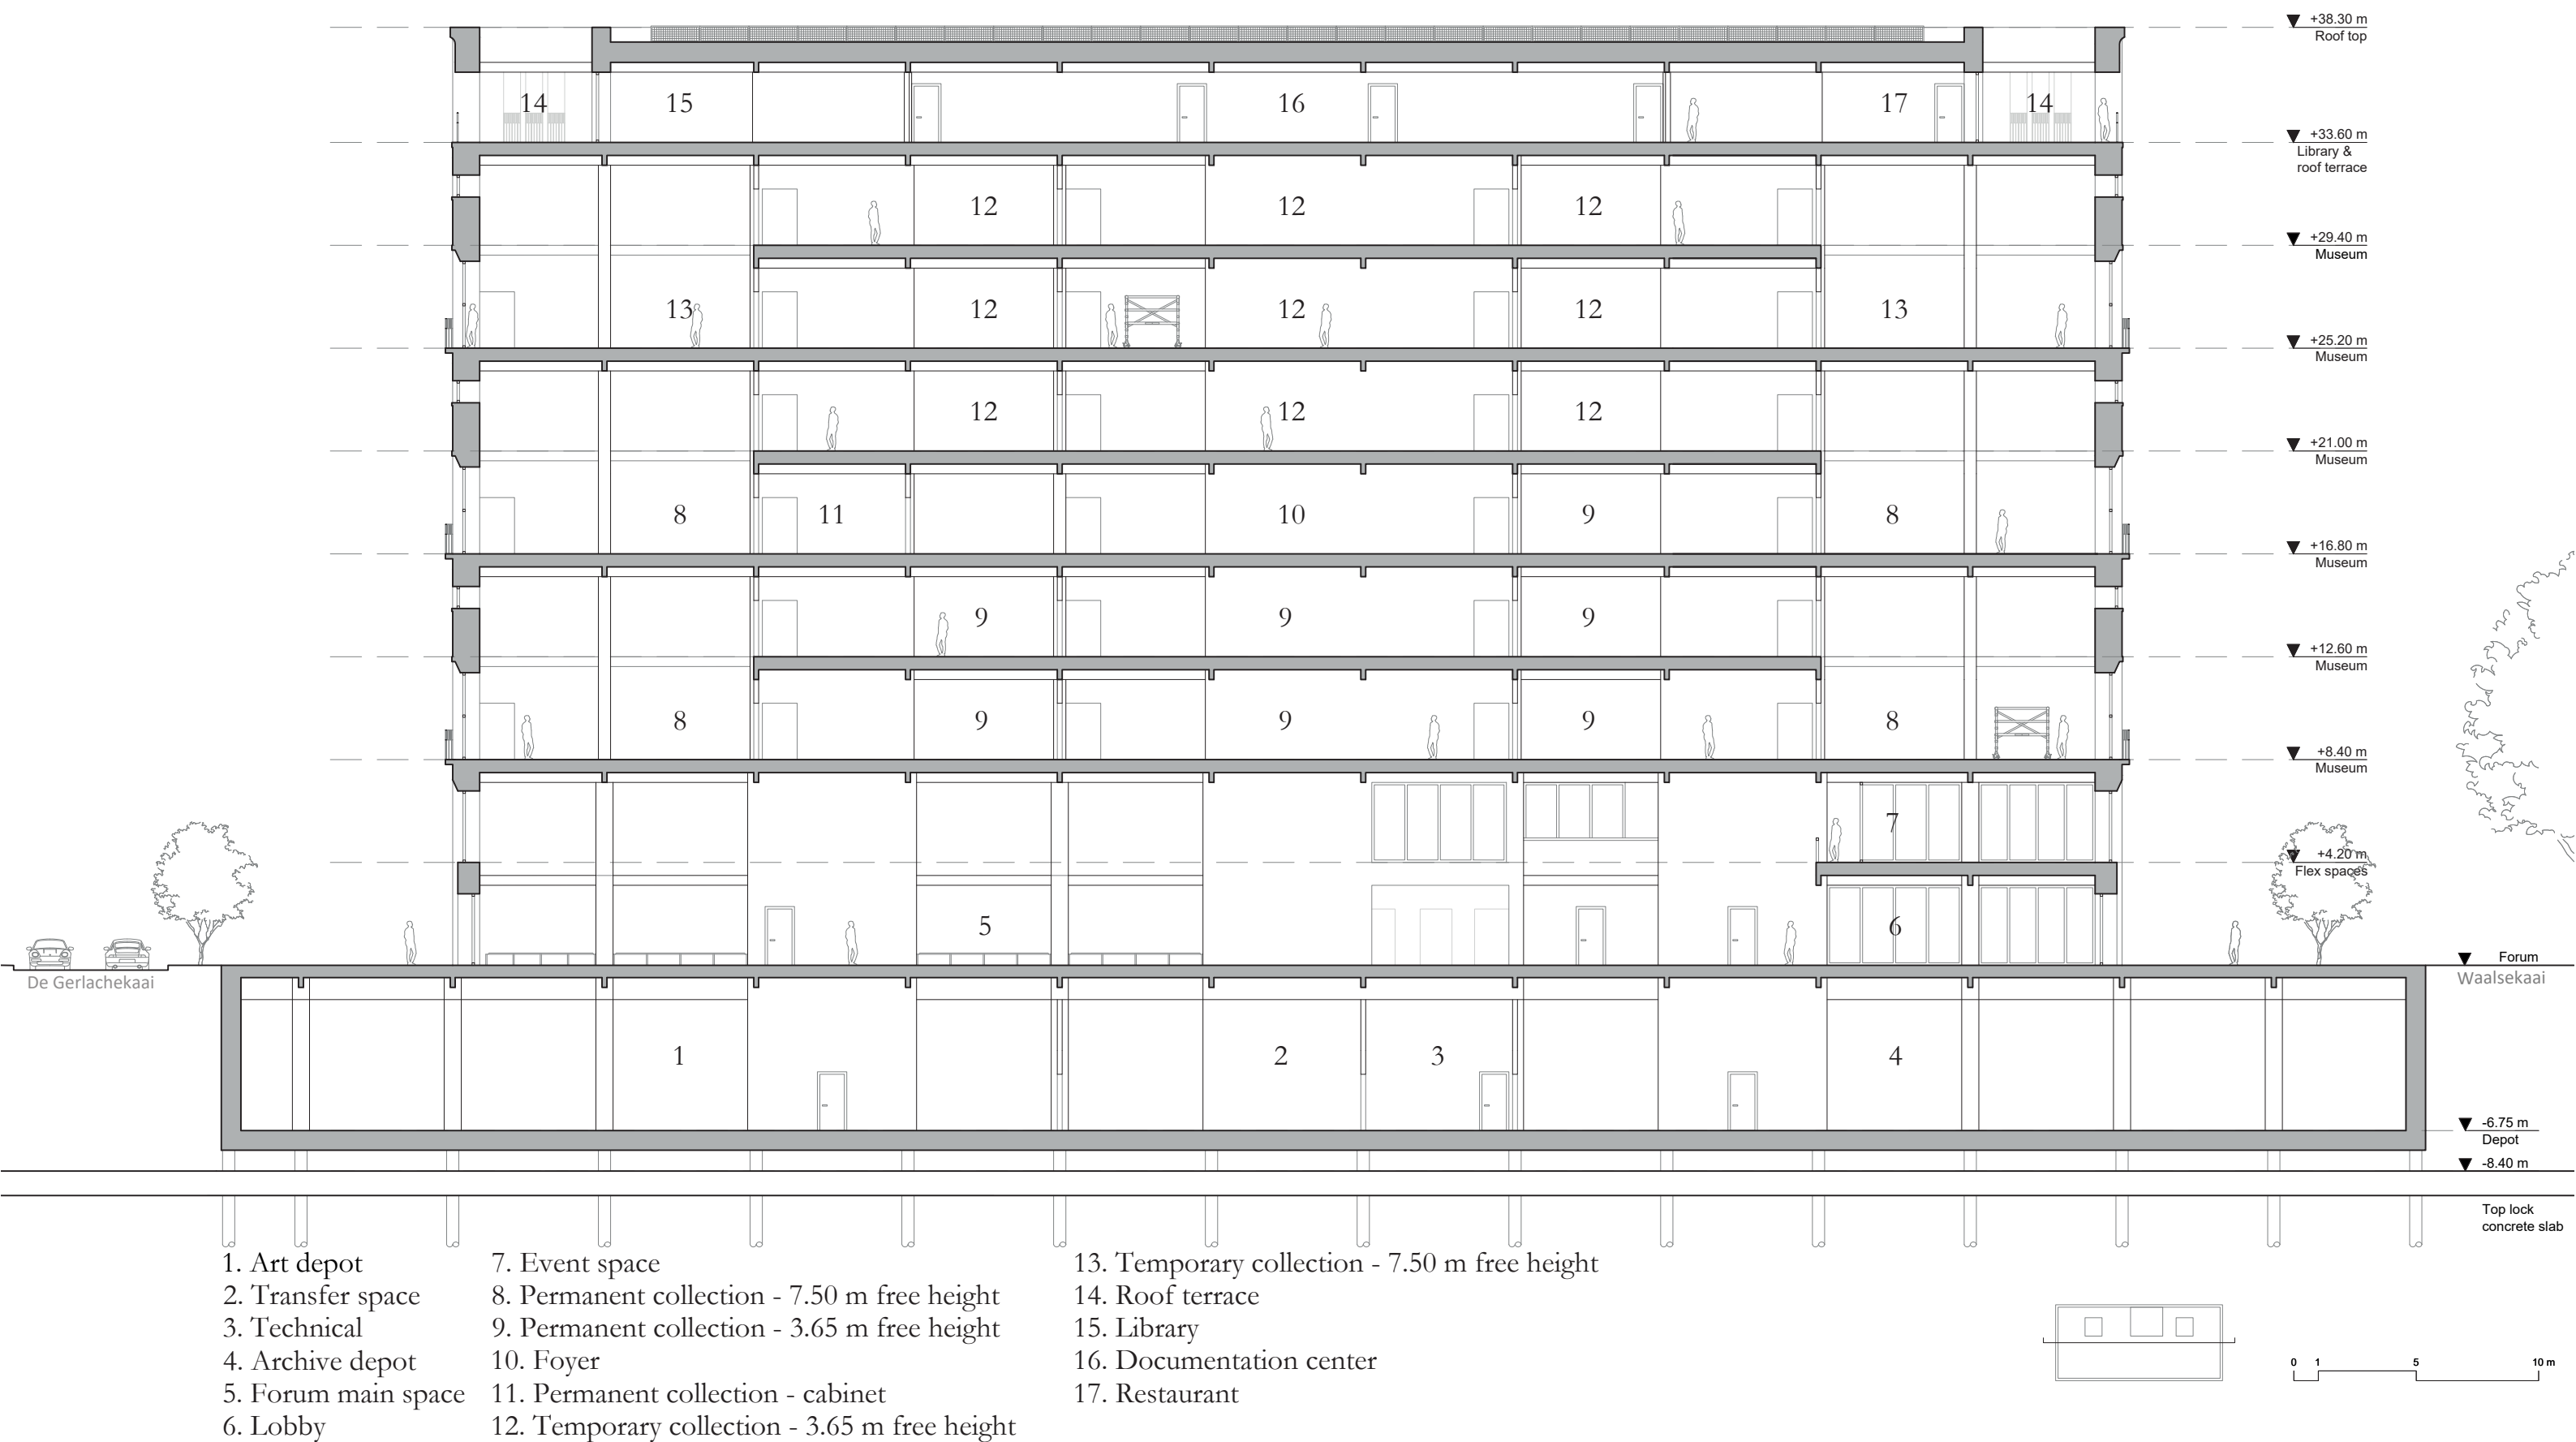 +38.30 m
Roof top
14
15
16
17
14
+33.60 m
Library &
roof terrace
12
12
12
+29.40 m
Museum
13
12
12
12
13
+25.20 m
Museum
12
12
12
+21.00 m
Museum
8
11
10
9
8
+16.80 m
Museum
9
9
9
+12.60 m
Museum
8
9
9
9
8
+8.40 m
Museum
7
+4.20 m
Flex spaces
5
6
Forum
De Gerlachekaai
Waalsekaai
1
2
3
4
-6.75 m
Depot
-8.40 m
Top lock
concrete slab
1. Art depot
2. Transfer space
3. Technical
4. Archive depot
5. Forum main space
6. Lobby
7. Event space
8. Permanent collection - 7.50 m free height
9. Permanent collection - 3.65 m free height
10. Foyer
11. Permanent collection - cabinet
12. Temporary collection - 3.65 m free height
13. Temporary collection - 7.50 m free height
14. Roof terrace
15. Library
16. Documentation center
17. Restaurant
0 1 5 10 m